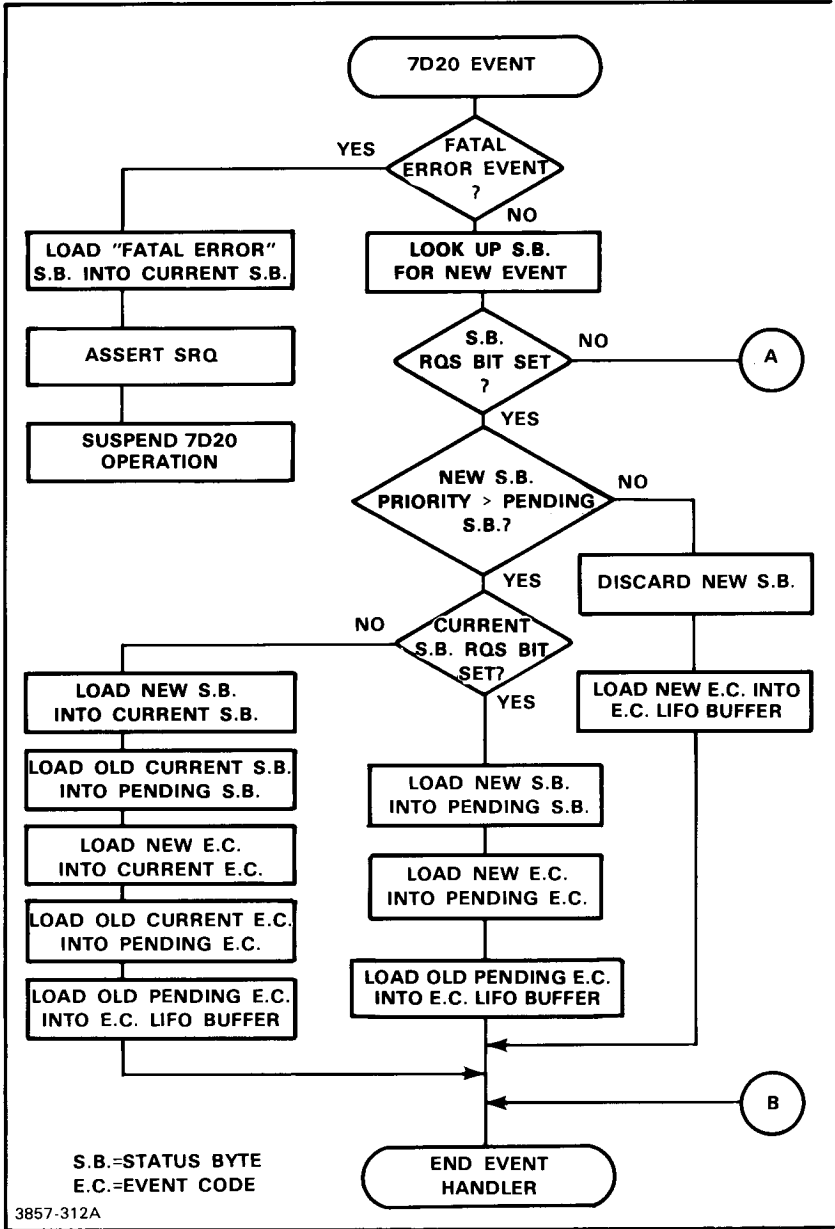 7D20 EVENT
FATAL
ERROR EVENT
?
YES
NO
LOAD "FATAL ERROR"
S.B. INTO CURRENT S.B.
ASSERT SRQ
SUSPEND 7D20
OPERATION
LOOK UP S.B.
FOR NEW EVENT
S.B.
RQS BIT SET
?
NO
A
YES
NEW S.B.
PRIORITY > PENDING
S.B.?
NO
YES
DISCARD NEW S.B.
LOAD NEW E.C. INTO
E.C. LIFO BUFFER
CURRENT
S.B. RQS BIT
SET?
NO
YES
LOAD NEW S.B.
INTO CURRENT S.B.
LOAD OLD CURRENT S.B.
INTO PENDING S.B.
LOAD NEW E.C.
INTO CURRENT E.C.
LOAD OLD CURRENT E.C.
INTO PENDING E.C.
LOAD OLD PENDING E.C.
INTO E.C. LIFO BUFFER
LOAD NEW S.B.
INTO PENDING S.B.
LOAD NEW E.C.
INTO PENDING E.C.
LOAD OLD PENDING E.C.
INTO E.C. LIFO BUFFER
B
END EVENT
HANDLER
S.B.=STATUS BYTE
E.C.=EVENT CODE
3857-312A